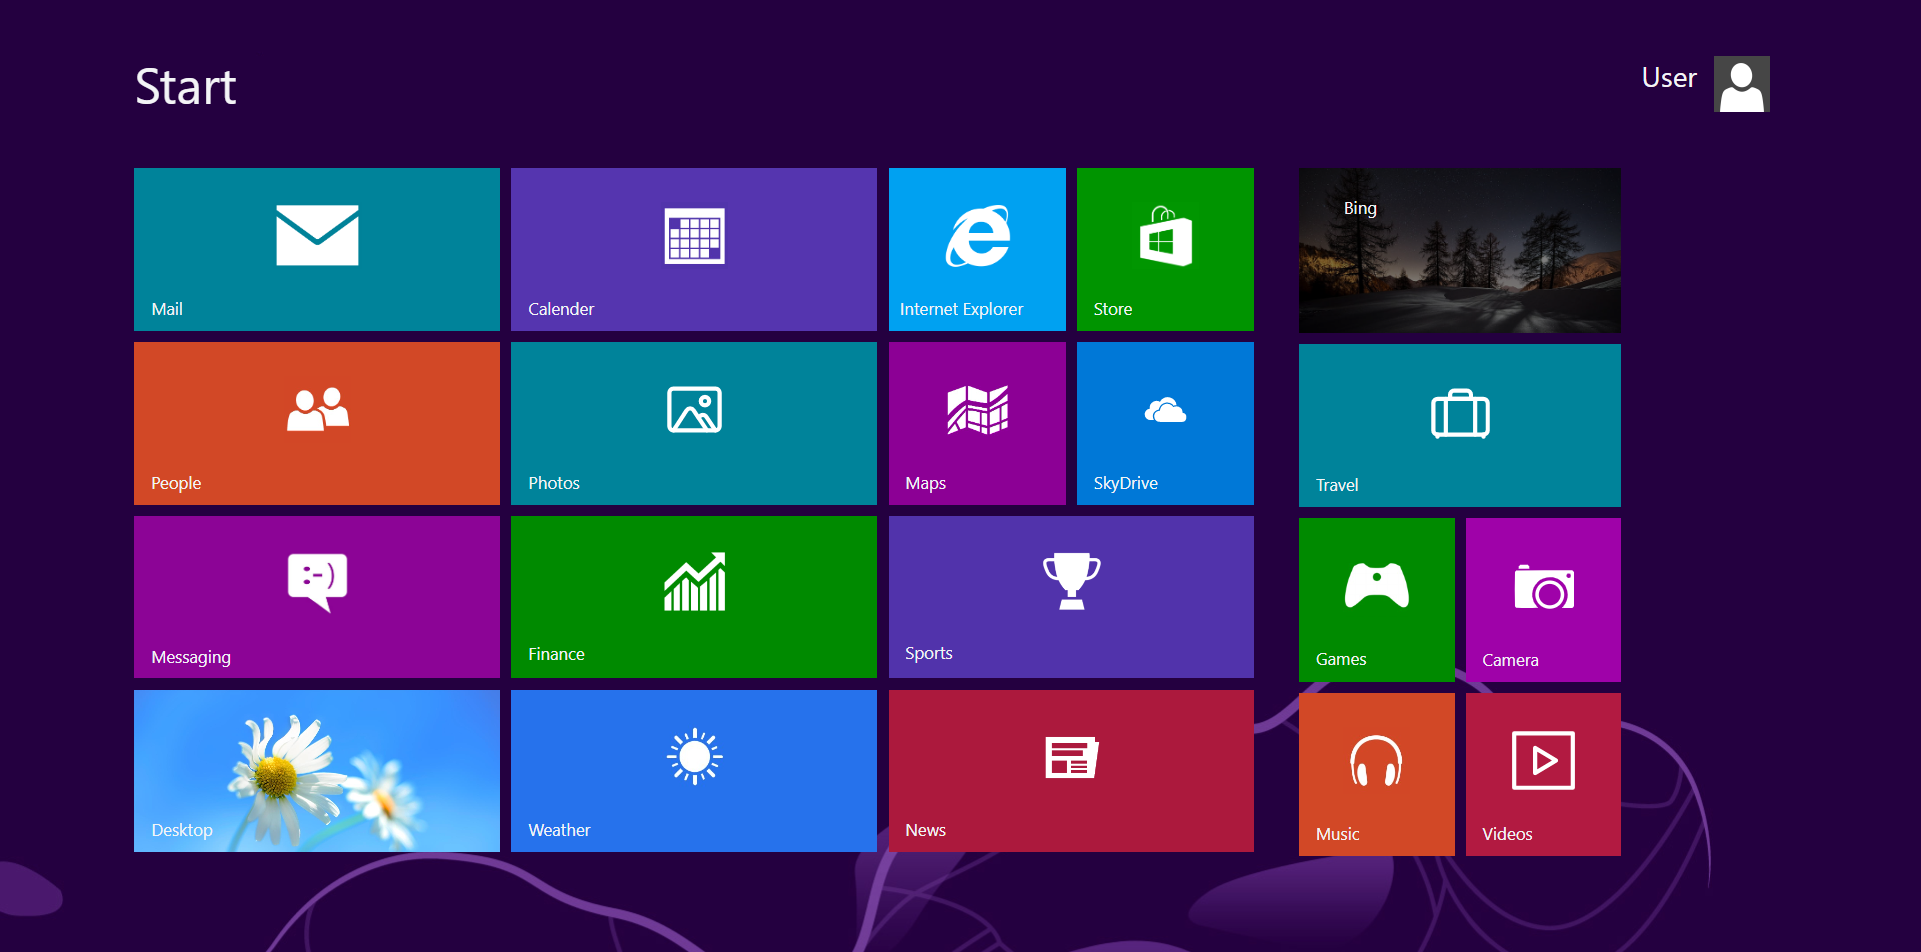 Start
User
Mail
Calender
Internet Explorer
Store
Bing
People
Photos
Maps
SkyDrive
Travel
:-)
Messaging
Finance
Sports
Games
Camera
Desktop
Weather
News
Music
Videos